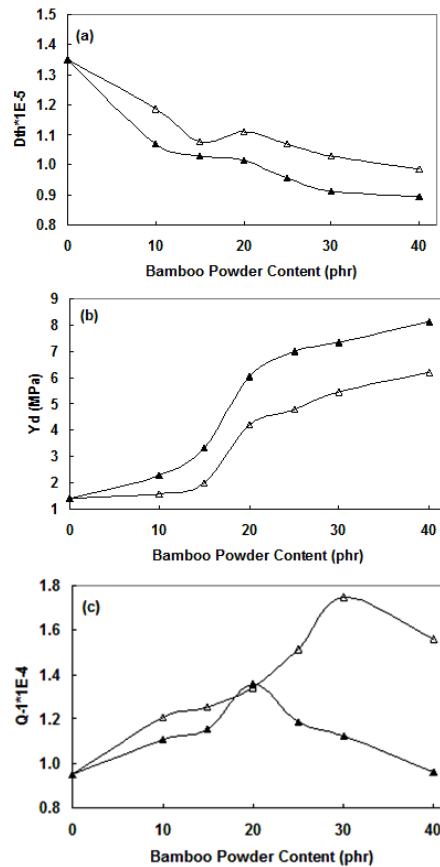 (a)
Dth*1E-5
1.5
1.4
1.3
1.2
1.1
1.0
0.9
0.8
0 10 20 30 40
Bamboo Powder Content (phr)
(b)
Yd (MPa)
9
8
7
6
5
4
3
2
1
0 10 20 30 40
Bamboo Powder Content (phr)
(c)
Q-1*1E-4
1.8
1.6
1.4
1.2
1.0
0.8
0 10 20 30 40
Bamboo Powder Content (phr)